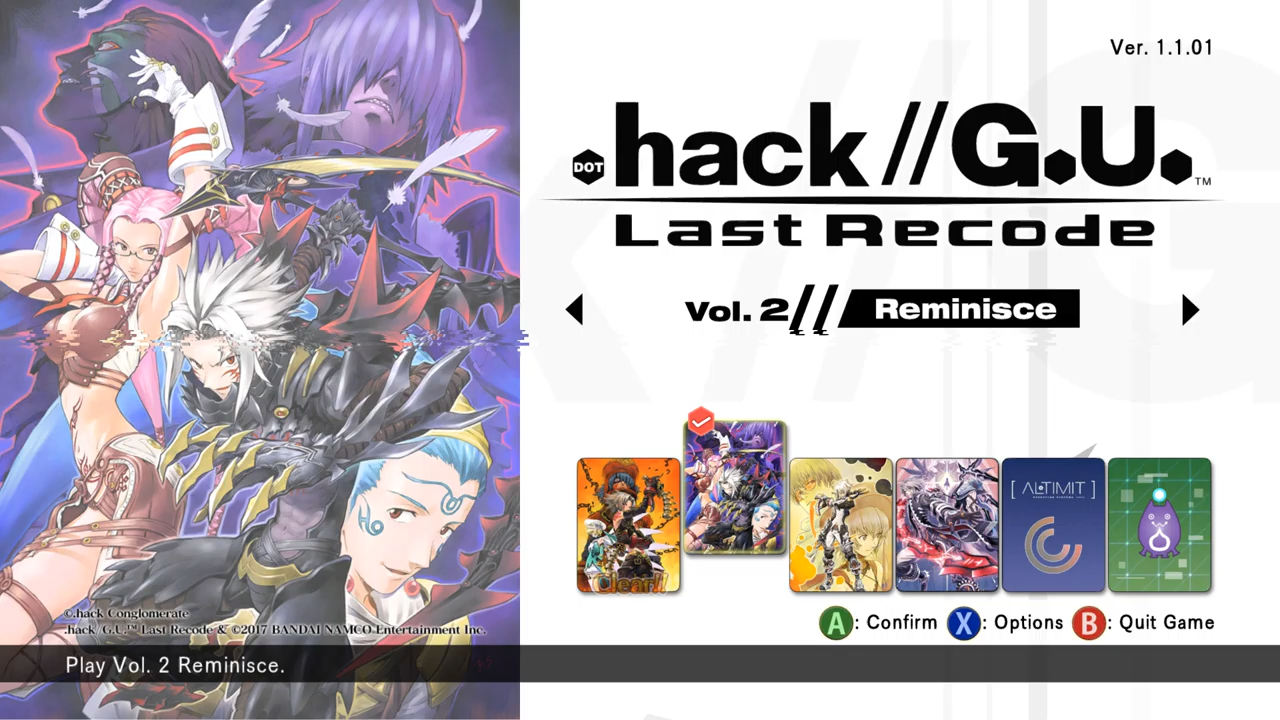 Ver. 1.1.01
DOT
.hack//G.U.™
Last Recode
Vol. 2// Reminisce
Clear!!
[ ALTIMIT ]
A: Confirm X: Options B: Quit Game
©.hack Conglomerate
.hack//G.U.™ Last Recode & ©2017 BANDAI NAMCO Entertainment Inc.
Play Vol. 2 Reminisce.